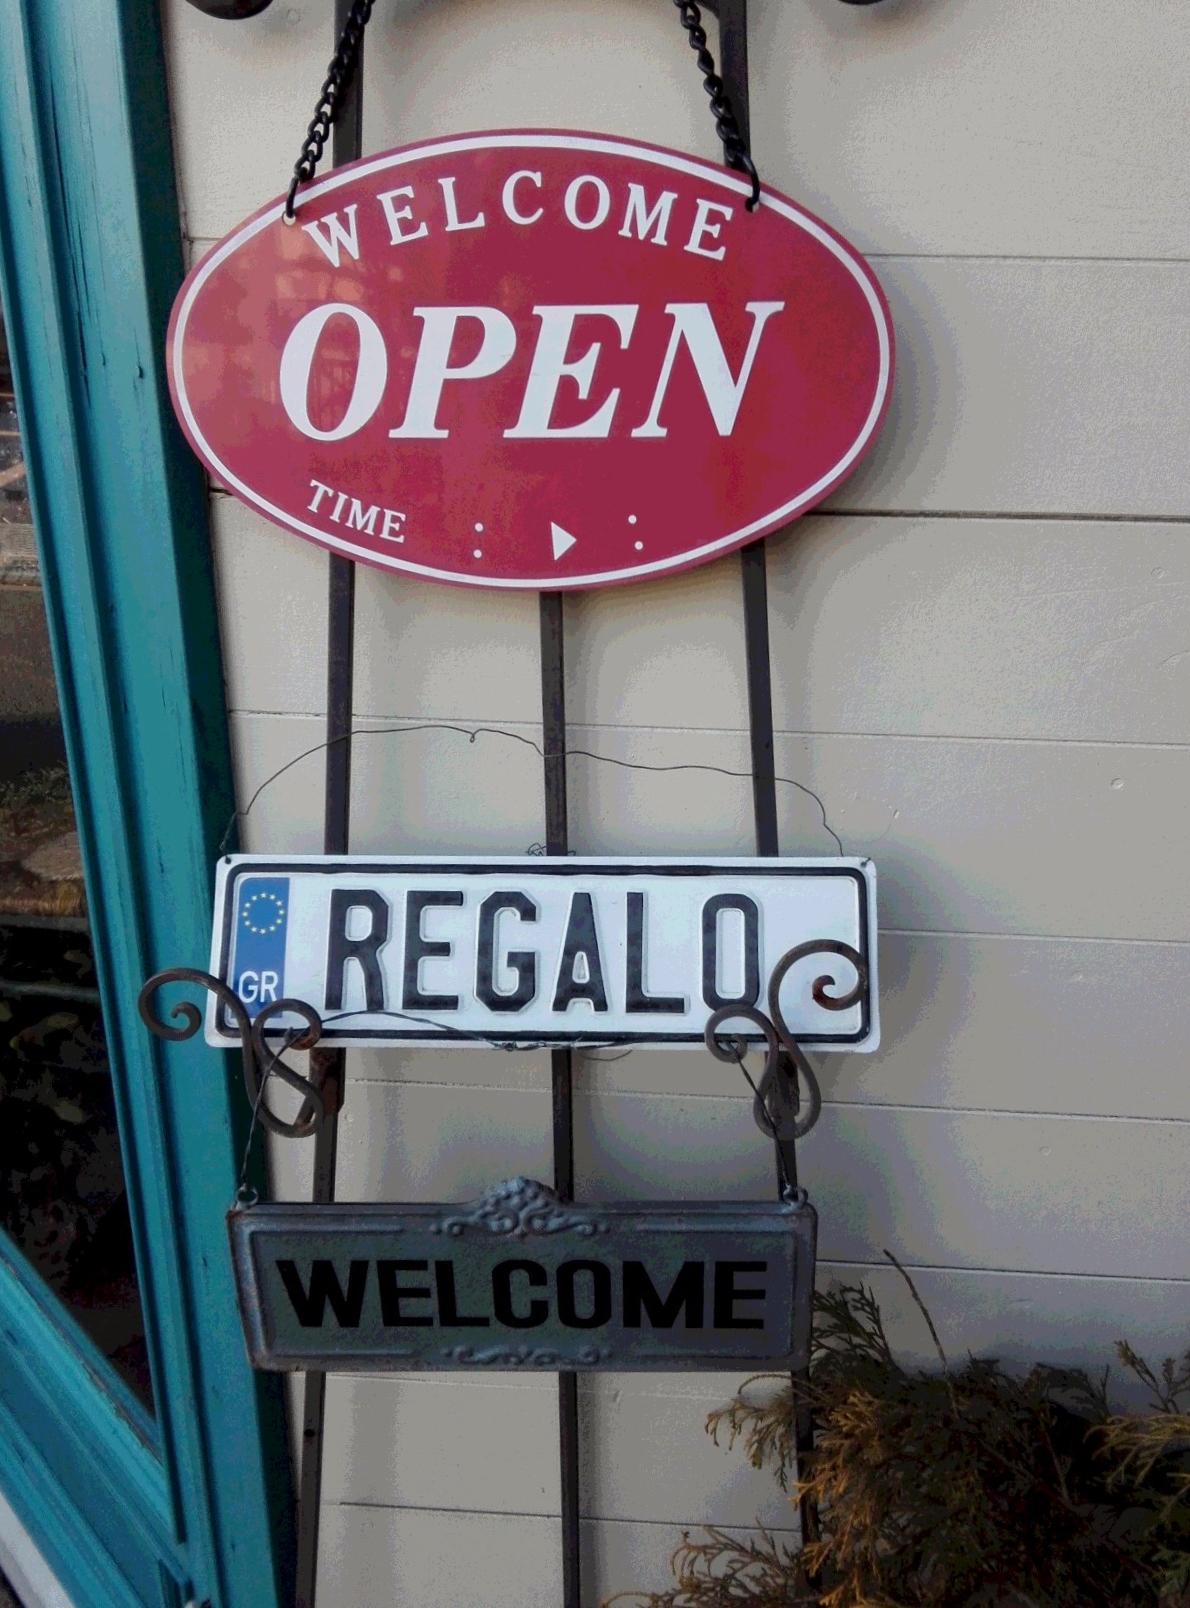 WELCOME
OPEN
TIME : ▶ :
REGALO
GR
WELCOME